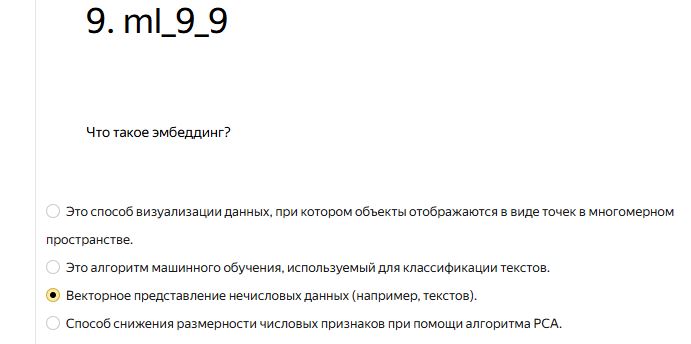 9. ml_9_9
Что такое эмбеддинг?
Это способ визуализации данных, при котором объекты отображаются в виде точек в многомерном
пространстве.
Это алгоритм машинного обучения, используемый для классификации текстов.
Векторное представление нечисловых данных (например, текстов).
Способ снижения размерности числовых признаков при помощи алгоритма PCA.